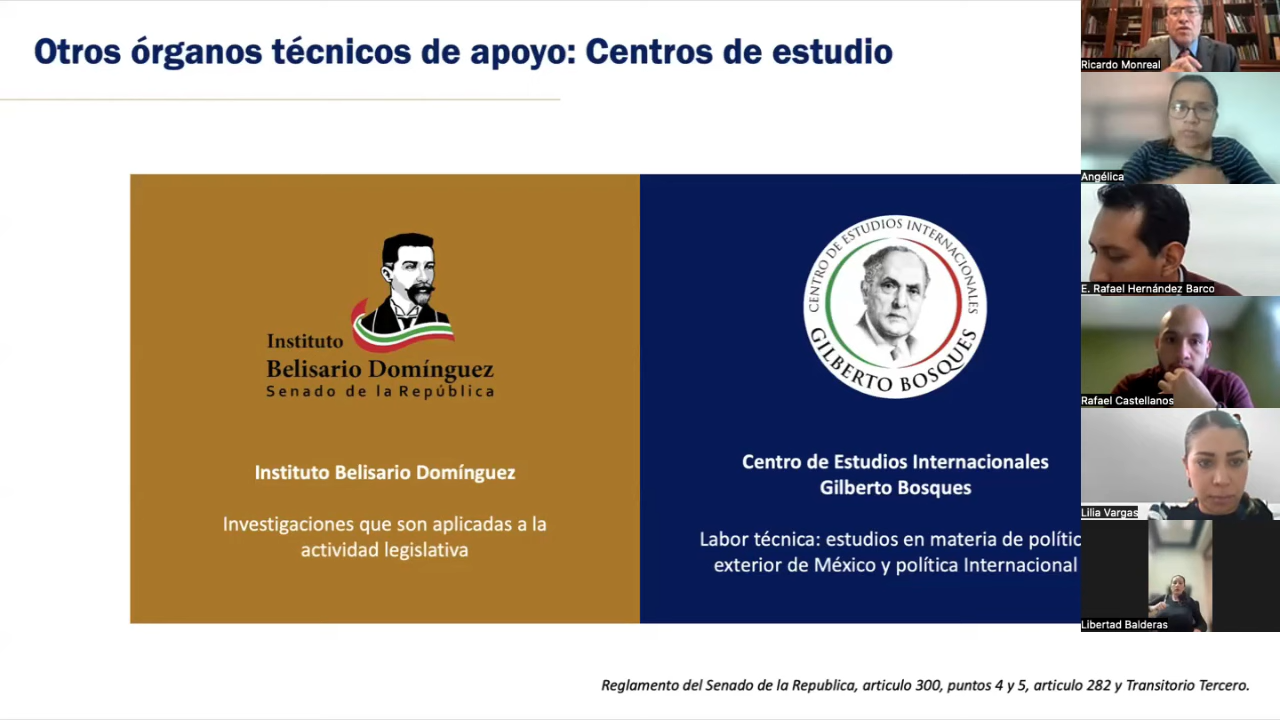 Otros órganos técnicos de apoyo: Centros de estudio
Instituto
Belisario Domínguez
Senado de la República
Instituto Belisario Domínguez
Investigaciones que son aplicadas a la
actividad legislativa
CENTRO DE ESTUDIOS INTERNACIONALES
GILBERTO BOSQUES
Centro de Estudios Internacionales
Gilberto Bosques
Labor técnica: estudios en materia de polític
exterior de México y política Internacional
Reglamento del Senado de la Republica, articulo 300, puntos 4 y 5, articulo 282 y Transitorio Tercero.
Ricardo Monreal
Angélica
E. Rafael Hernández Barco
Rafael Castellanos
Lilia Vargas
Libertad Balderas